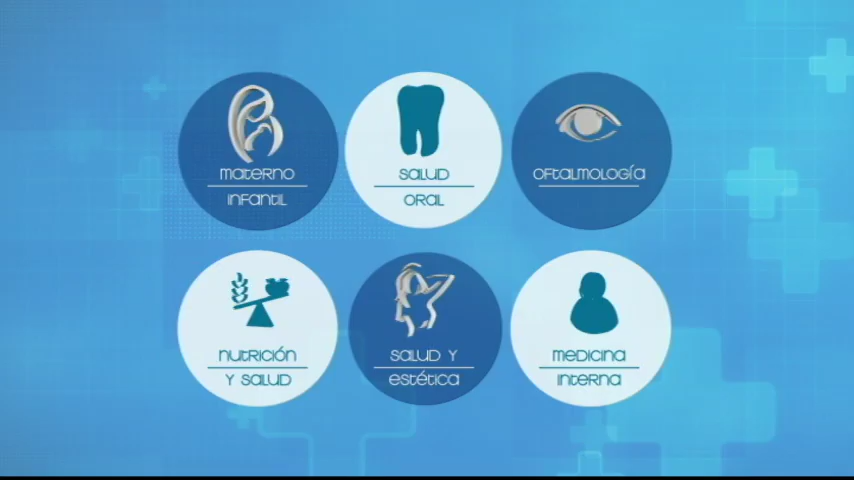 materno
infantil
salud
oral
oftalmología
nutrición
y salud
salud y
estética
medicina
interna